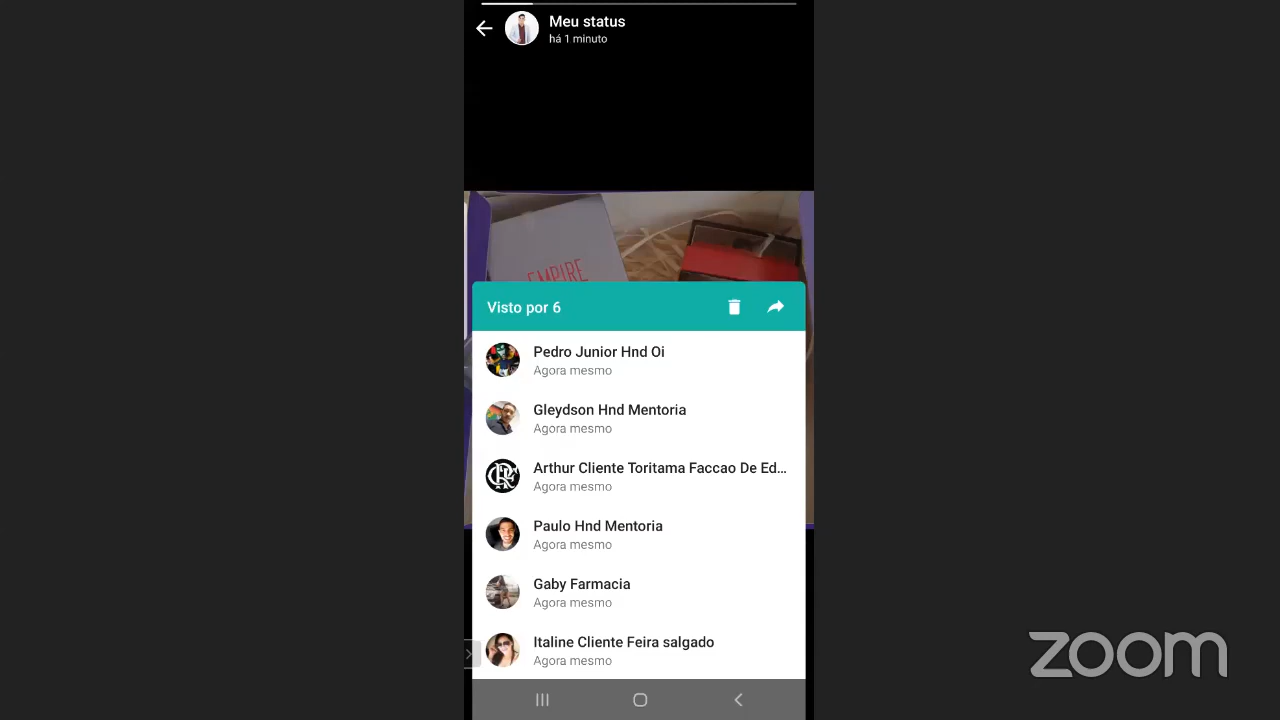 Meu status
há 1 minuto
EMPIRE
Visto por 6
Pedro Junior Hnd Oi
Agora mesmo
Gleydson Hnd Mentoria
Agora mesmo
Arthur Cliente Toritama Faccao De Ed...
Agora mesmo
Paulo Hnd Mentoria
Agora mesmo
Gaby Farmacia
Agora mesmo
Italine Cliente Feira salgado
Agora mesmo
zoom